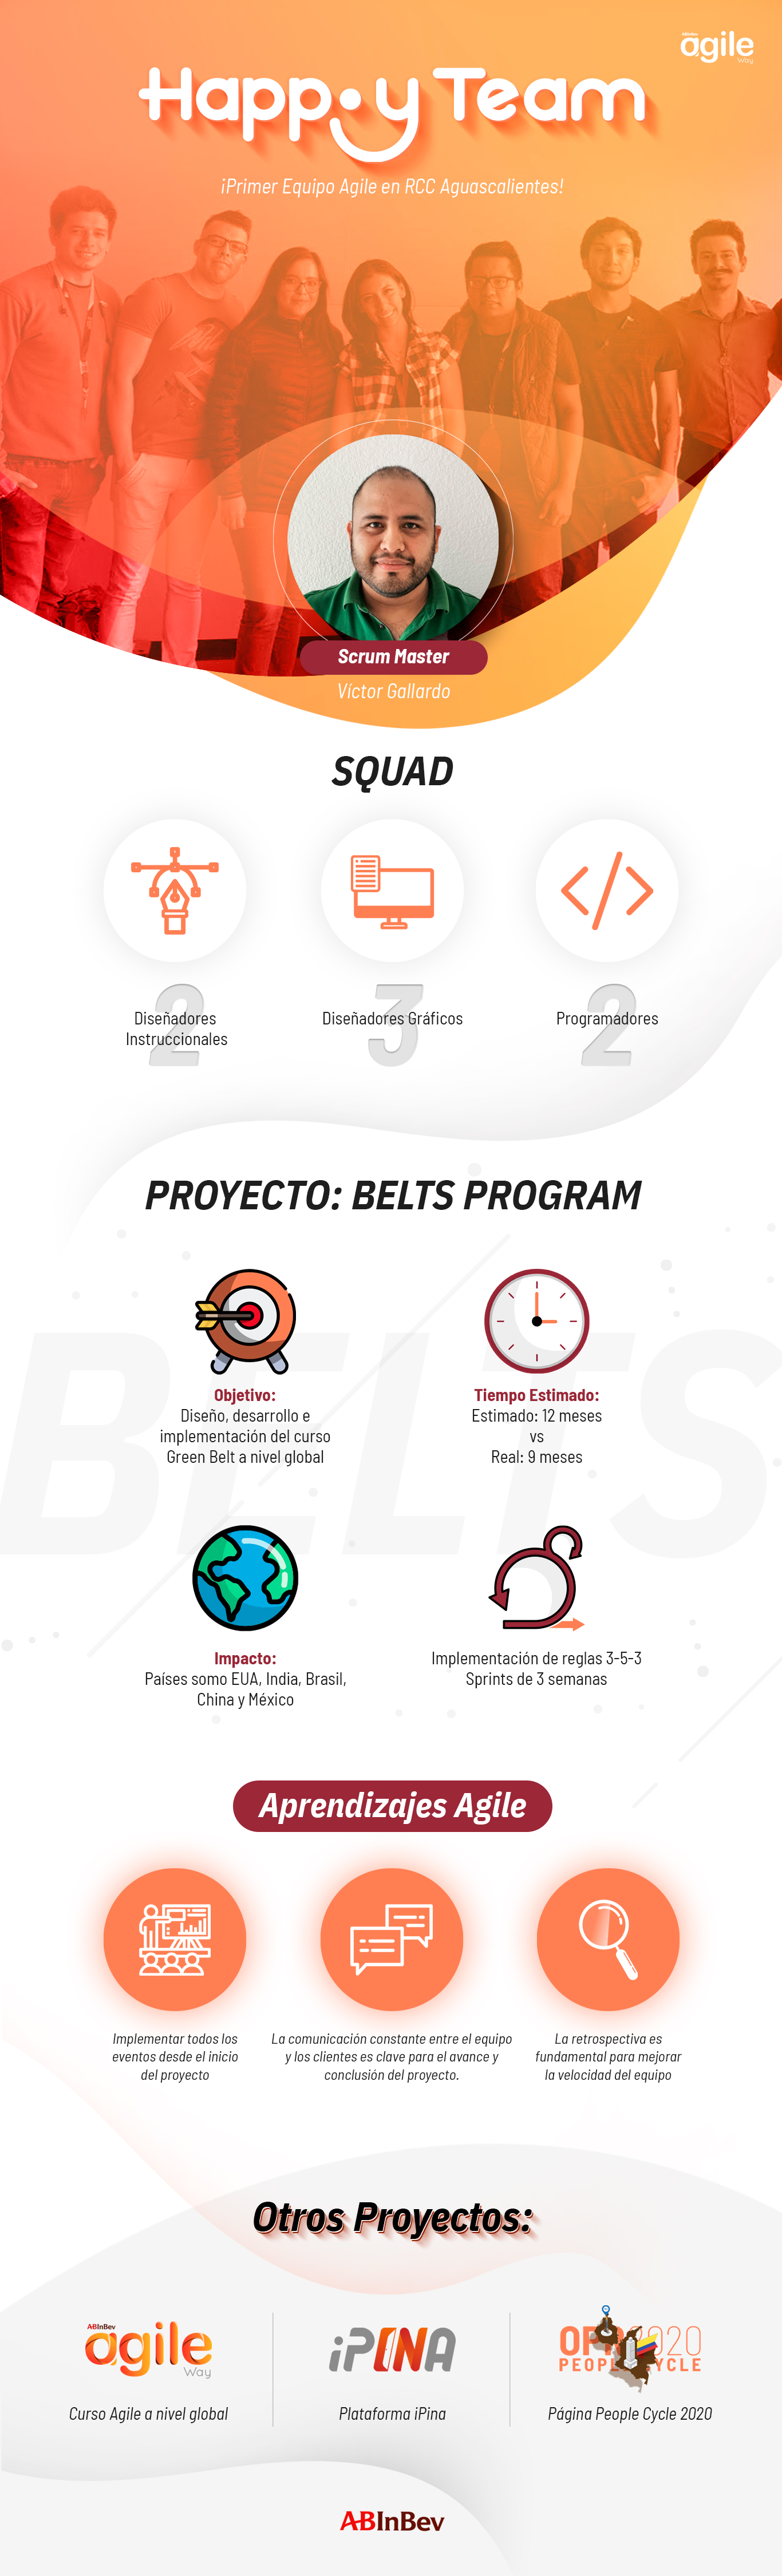 ABInBev
agile
Way
Happy Team
¡Primer Equipo Agile en RCC Aguascalientes!
Scrum Master
Víctor Gallardo
SQUAD
2
Diseñadores
Instruccionales
3
Diseñadores Gráficos
2
Programadores
PROYECTO: BELTS PROGRAM
BELTS
Objetivo:
Diseño, desarrollo e
implementación del curso
Green Belt a nivel global
Tiempo Estimado:
Estimado: 12 meses
vs
Real: 9 meses
Impacto:
Países somo EUA, India, Brasil,
China y México
Implementación de reglas 3-5-3
Sprints de 3 semanas
Aprendizajes Agile
Implementar todos los
eventos desde el inicio
del proyecto
La comunicación constante entre el equipo
y los clientes es clave para el avance y
conclusión del proyecto.
La retrospectiva es
fundamental para mejorar
la velocidad del equipo
Otros Proyectos:
ABInBev
agile
Way
Curso Agile a nivel global
iPINA
Plataforma iPina
Página People Cycle 2020
ABInBev